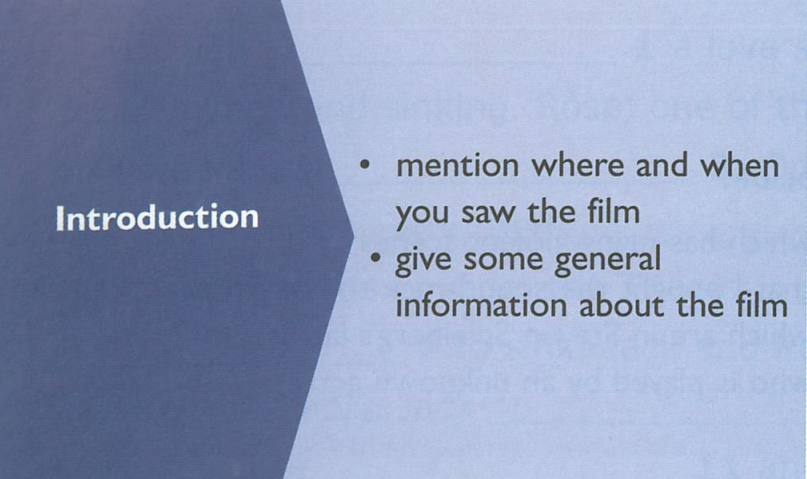 Introduction
• mention where and when
you saw the film
• give some general
information about the film